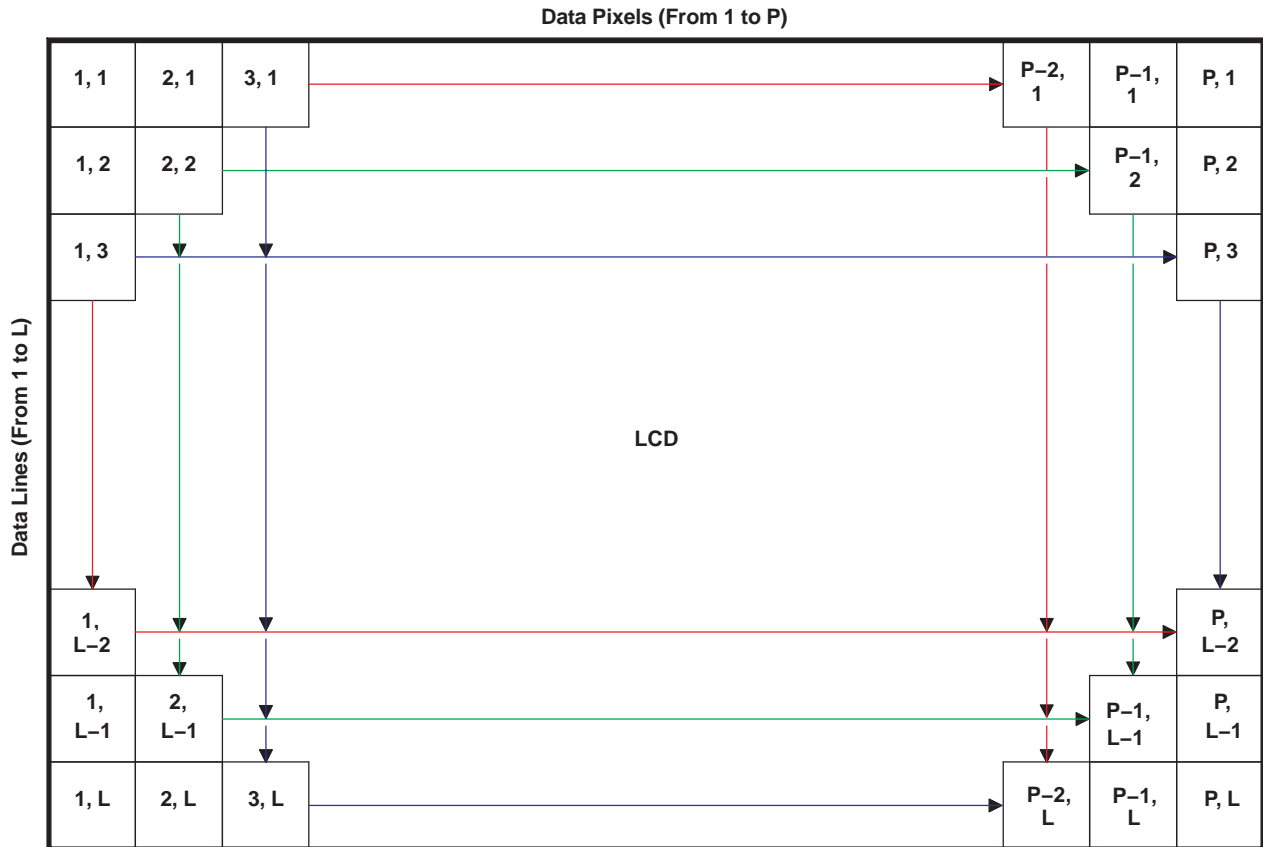 Data Pixels (From 1 to P)
1, 1
2, 1
3, 1
P–2,
1
P–1,
1
P, 1
1, 2
2, 2
P–1,
2
P, 2
1, 3
P, 3
Data Lines (From 1 to L)
LCD
1,
L–2
P,
L–2
1,
L–1
2,
L–1
P–1,
L–1
P,
L–1
1, L
2, L
3, L
P–2,
L
P–1,
L
P, L